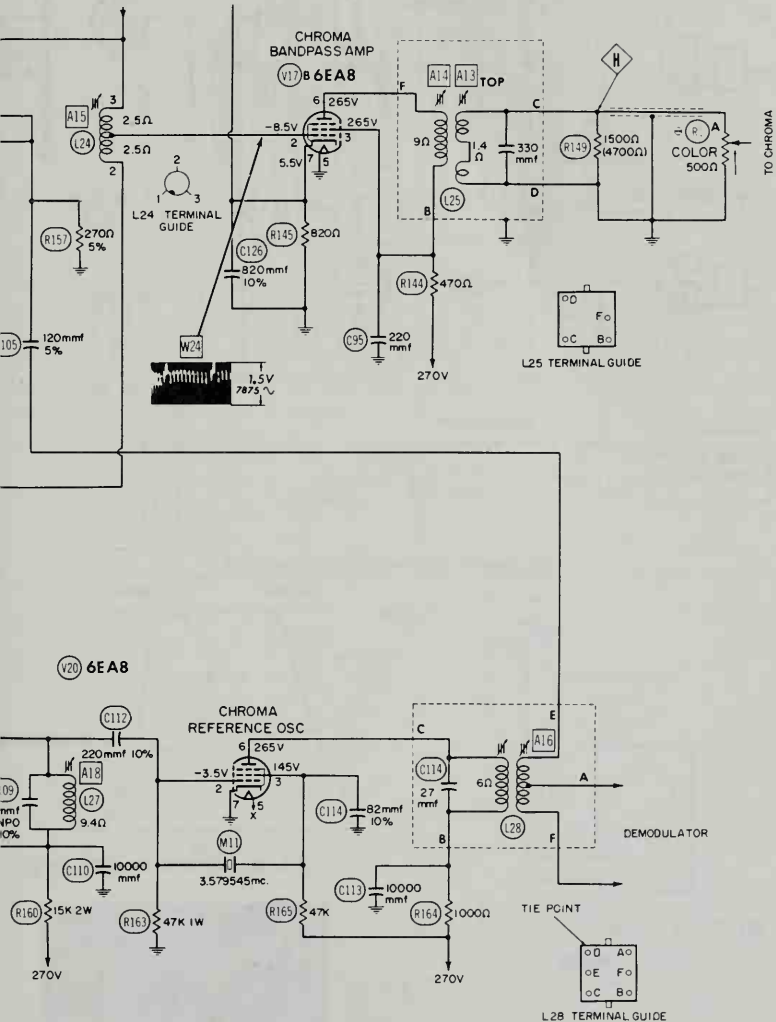 CHROMA
BANDPASS AMP
V17 B 6EA8
6
265V
F
A14
A13
TOP
C
H
3
A15
L24
2.5Ω
2.5Ω
2
-8.5V
2
265V
3
5.5V
7
5
9Ω
1.4
Ω
330
mmf
R149
1500Ω
(4700Ω)
A
COLOR
500Ω
TO CHROMA
2
1
3
L24 TERMINAL
GUIDE
L25
B
D
R157
270Ω
5%
C126
820mmf
10%
R145
820Ω
R144
470Ω
D
F
C
B
L25 TERMINAL GUIDE
105
120mmf
5%
W24
1.5V
7875
C95
220
mmf
270V
V20 6EA8
C112
220mmf 10%
CHROMA
REFERENCE OSC
6
265V
C
E
A16
09
mmf
NPO
10%
A18
L27
9.4Ω
-3.5V
2
145V
3
7
5
X
C114
82mmf
10%
C114
27
mmf
6Ω
L28
A
B
F
DEMODULATOR
C110
10000
mmf
M11
3.579545mc.
C113
10000
mmf
R160
15K 2W
R163
47K 1W
R165
47K
R164
1000Ω
TIE POINT
270V
270V
D A
E F
C B
L28 TERMINAL GUIDE